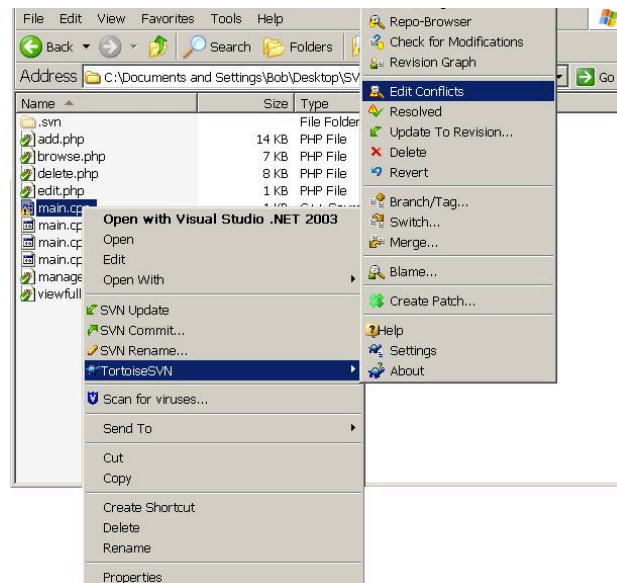 File Edit View Favorites Tools Help
Back Search Folders
Address C:\Documents and Settings\Bob\Desktop\SV
Go
Name Size Type
.svn File Folder
add.php 14 KB PHP File
browse.php 7 KB PHP File
delete.php 8 KB PHP File
edit.php 1 KB PHP File
main.cpp
main.cp
main.cp
main.cp
manage
viewfull
Open with Visual Studio .NET 2003
Open
Edit
Open With
SVN Update
SVN Commit...
SVN Rename...
TortoiseSVN
Scan for viruses...
Send To
Cut
Copy
Create Shortcut
Delete
Rename
Properties
Repo-Browser
Check for Modifications
Revision Graph
Edit Conflicts
Resolved
Update To Revision...
Delete
Revert
Branch/Tag...
Switch...
Merge...
Blame...
Create Patch...
Help
Settings
About